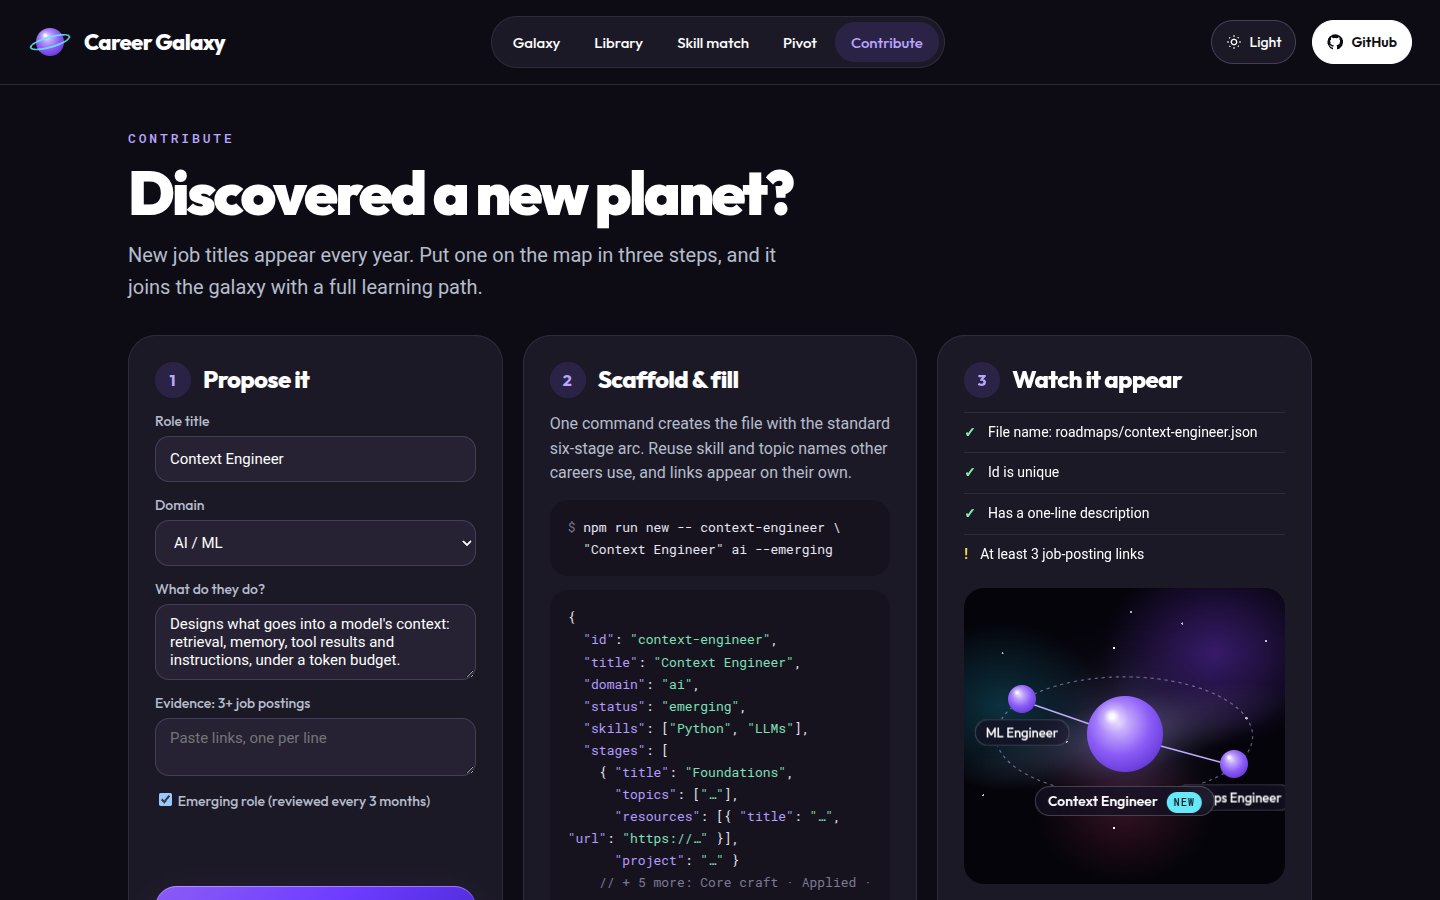 Career Galaxy
Galaxy
Library
Skill match
Pivot
Contribute
Light
GitHub
CONTRIBUTE
Discovered a new planet?
New job titles appear every year. Put one on the map in three steps, and it
joins the galaxy with a full learning path.
1
Propose it
Role title
Context Engineer
Domain
AI / ML
What do they do?
Designs what goes into a model's context:
retrieval, memory, tool results and
instructions, under a token budget.
Evidence: 3+ job postings
Paste links, one per line
Emerging role (reviewed every 3 months)
2
Scaffold & fill
One command creates the file with the standard
six-stage arc. Reuse skill and topic names other
careers use, and links appear on their own.
$ npm run new -- context-engineer \
"Context Engineer" ai --emerging
{
"id": "context-engineer",
"title": "Context Engineer",
"domain": "ai",
"status": "emerging",
"skills": ["Python", "LLMs"],
"stages": [
{ "title": "Foundations",
"topics": ["…"],
"resources": [{ "title": "…",
"url": "https://…" }],
"project": "…" }
// + 5 more: Core craft · Applied ·
3
Watch it appear
✓ File name: roadmaps/context-engineer.json
✓ Id is unique
✓ Has a one-line description
! At least 3 job-posting links
ML Engineer
Context Engineer NEW
ps Engineer